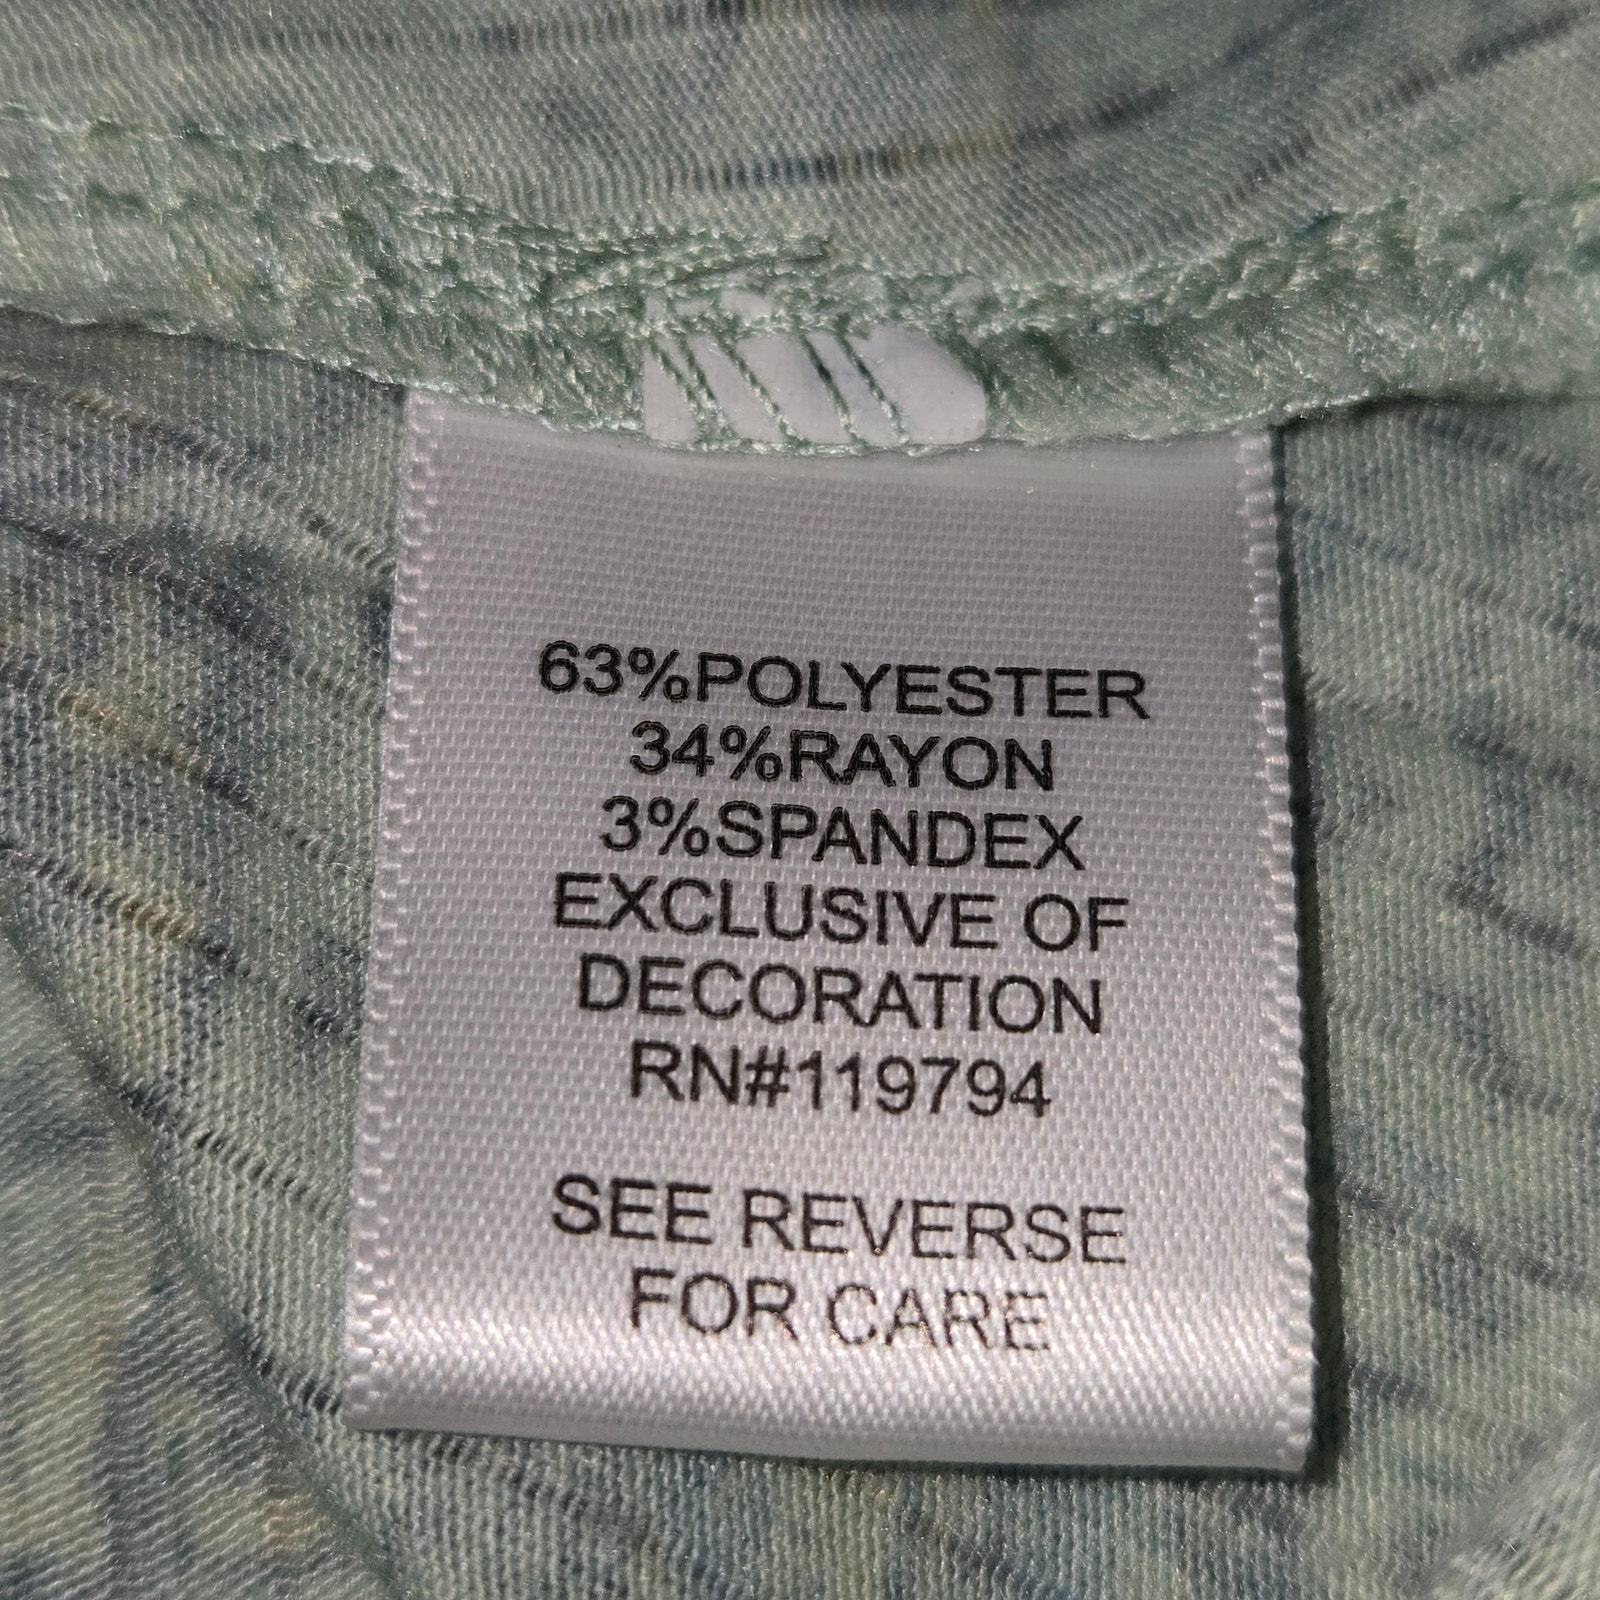 63%POLYESTER
34%RAYON
3%SPANDEX
EXCLUSIVE OF
DECORATION
RN#119794
SEE REVERSE
FOR CARE